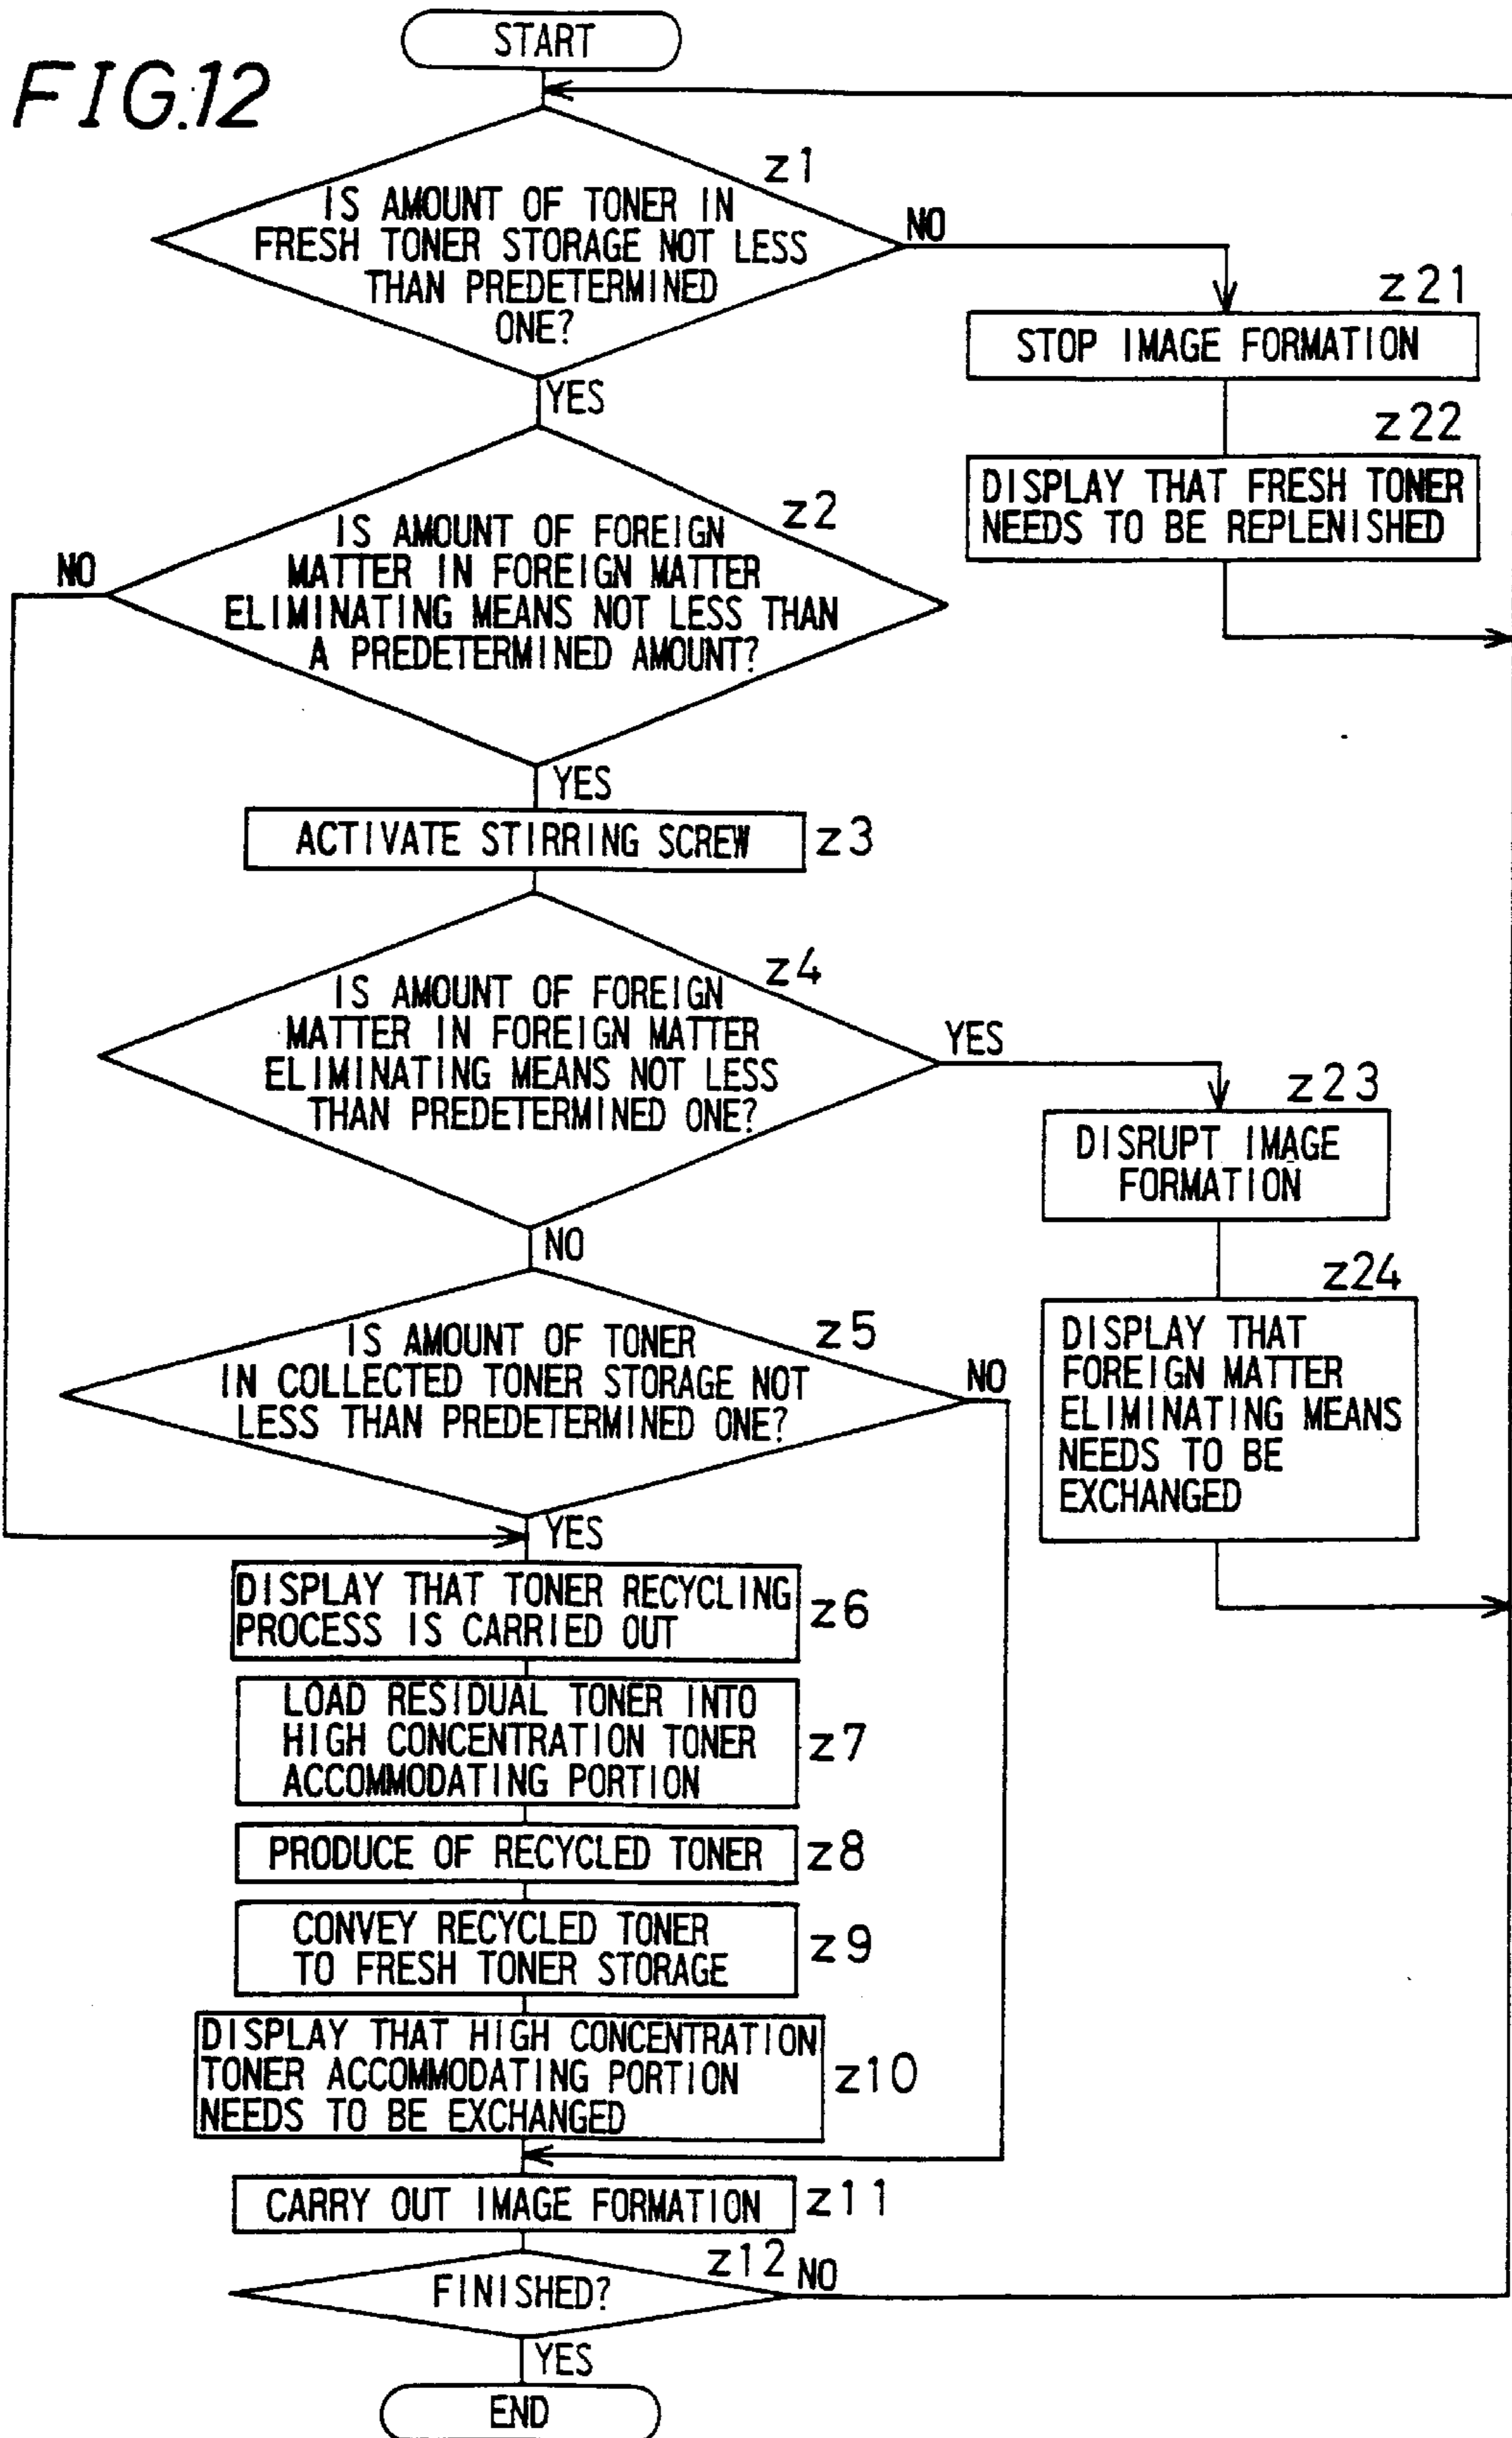 FIG.12
START
z1
IS AMOUNT OF TONER IN
FRESH TONER STORAGE NOT LESS
THAN PREDETERMINED
ONE?
NO
YES
z21
STOP IMAGE FORMATION
z22
DISPLAY THAT FRESH TONER
NEEDS TO BE REPLENISHED
z2
IS AMOUNT OF FOREIGN
MATTER IN FOREIGN MATTER
ELIMINATING MEANS NOT LESS THAN
A PREDETERMINED AMOUNT?
NO
YES
ACTIVATE STIRRING SCREW
z3
z4
IS AMOUNT OF FOREIGN
MATTER IN FOREIGN MATTER
ELIMINATING MEANS NOT LESS
THAN PREDETERMINED ONE?
YES
NO
z23
DISRUPT IMAGE
FORMATION
z24
DISPLAY THAT
FOREIGN MATTER
ELIMINATING MEANS
NEEDS TO BE
EXCHANGED
z5
IS AMOUNT OF TONER
IN COLLECTED TONER STORAGE NOT
LESS THAN PREDETERMINED ONE?
NO
YES
DISPLAY THAT TONER RECYCLING
PROCESS IS CARRIED OUT
z6
LOAD RESIDUAL TONER INTO
HIGH CONCENTRATION TONER
ACCOMMODATING PORTION
z7
PRODUCE OF RECYCLED TONER
z8
CONVEY RECYCLED TONER
TO FRESH TONER STORAGE
z9
DISPLAY THAT HIGH CONCENTRATION
TONER ACCOMMODATING PORTION
NEEDS TO BE EXCHANGED
z10
CARRY OUT IMAGE FORMATION
z11
z12
FINISHED?
NO
YES
END